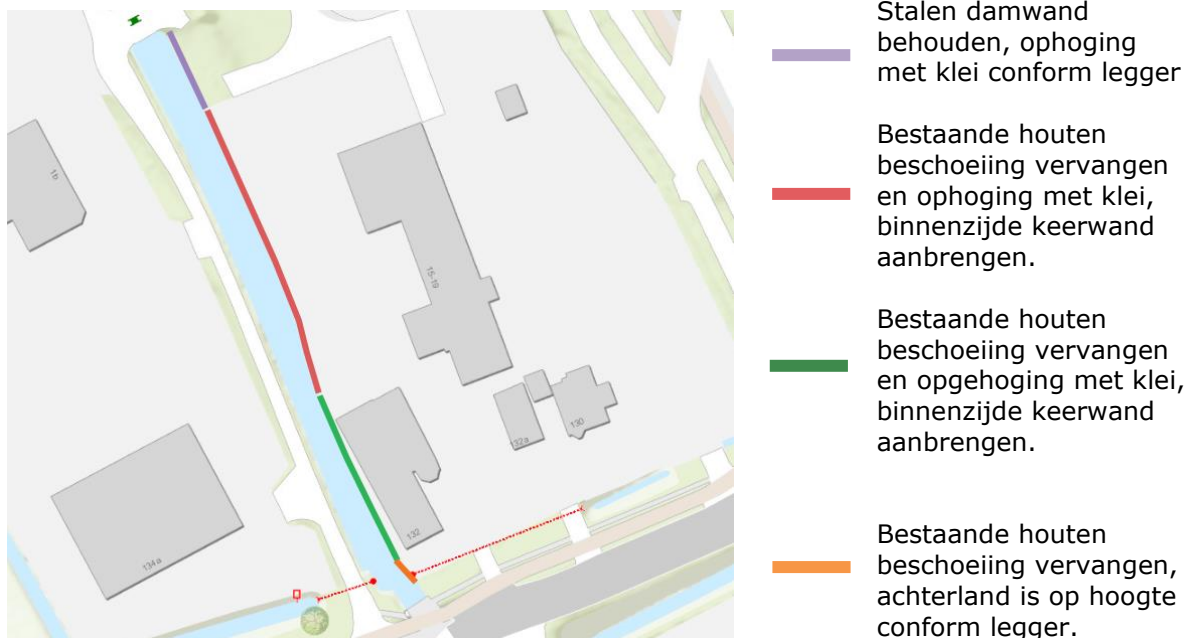 1b
15-19
132a
130
132
134a
Stalen damwand
behouden, ophoging
met klei conform legger
Bestaande houten
beschoeiing vervangen
en ophoging met klei,
binnenzijde keerwand
aanbrengen.
Bestaande houten
beschoeiing vervangen
en opgehoging met klei,
binnenzijde keerwand
aanbrengen.
Bestaande houten
beschoeiing vervangen,
achterland is op hoogte
conform legger.